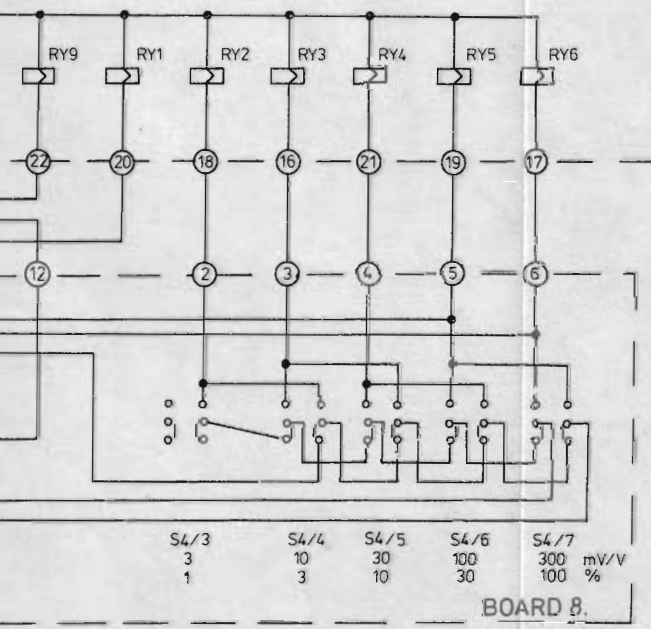 RY9 RY1 RY2 RY3 RY4 RY5 RY6
22 20 18 16 21 19 17
12 2 3 4 5 6
S4/3 S4/4 S4/5 S4/6 S4/7
3 10 30 100 300 mV/V
1 3 10 30 100 %
BOARD 8.